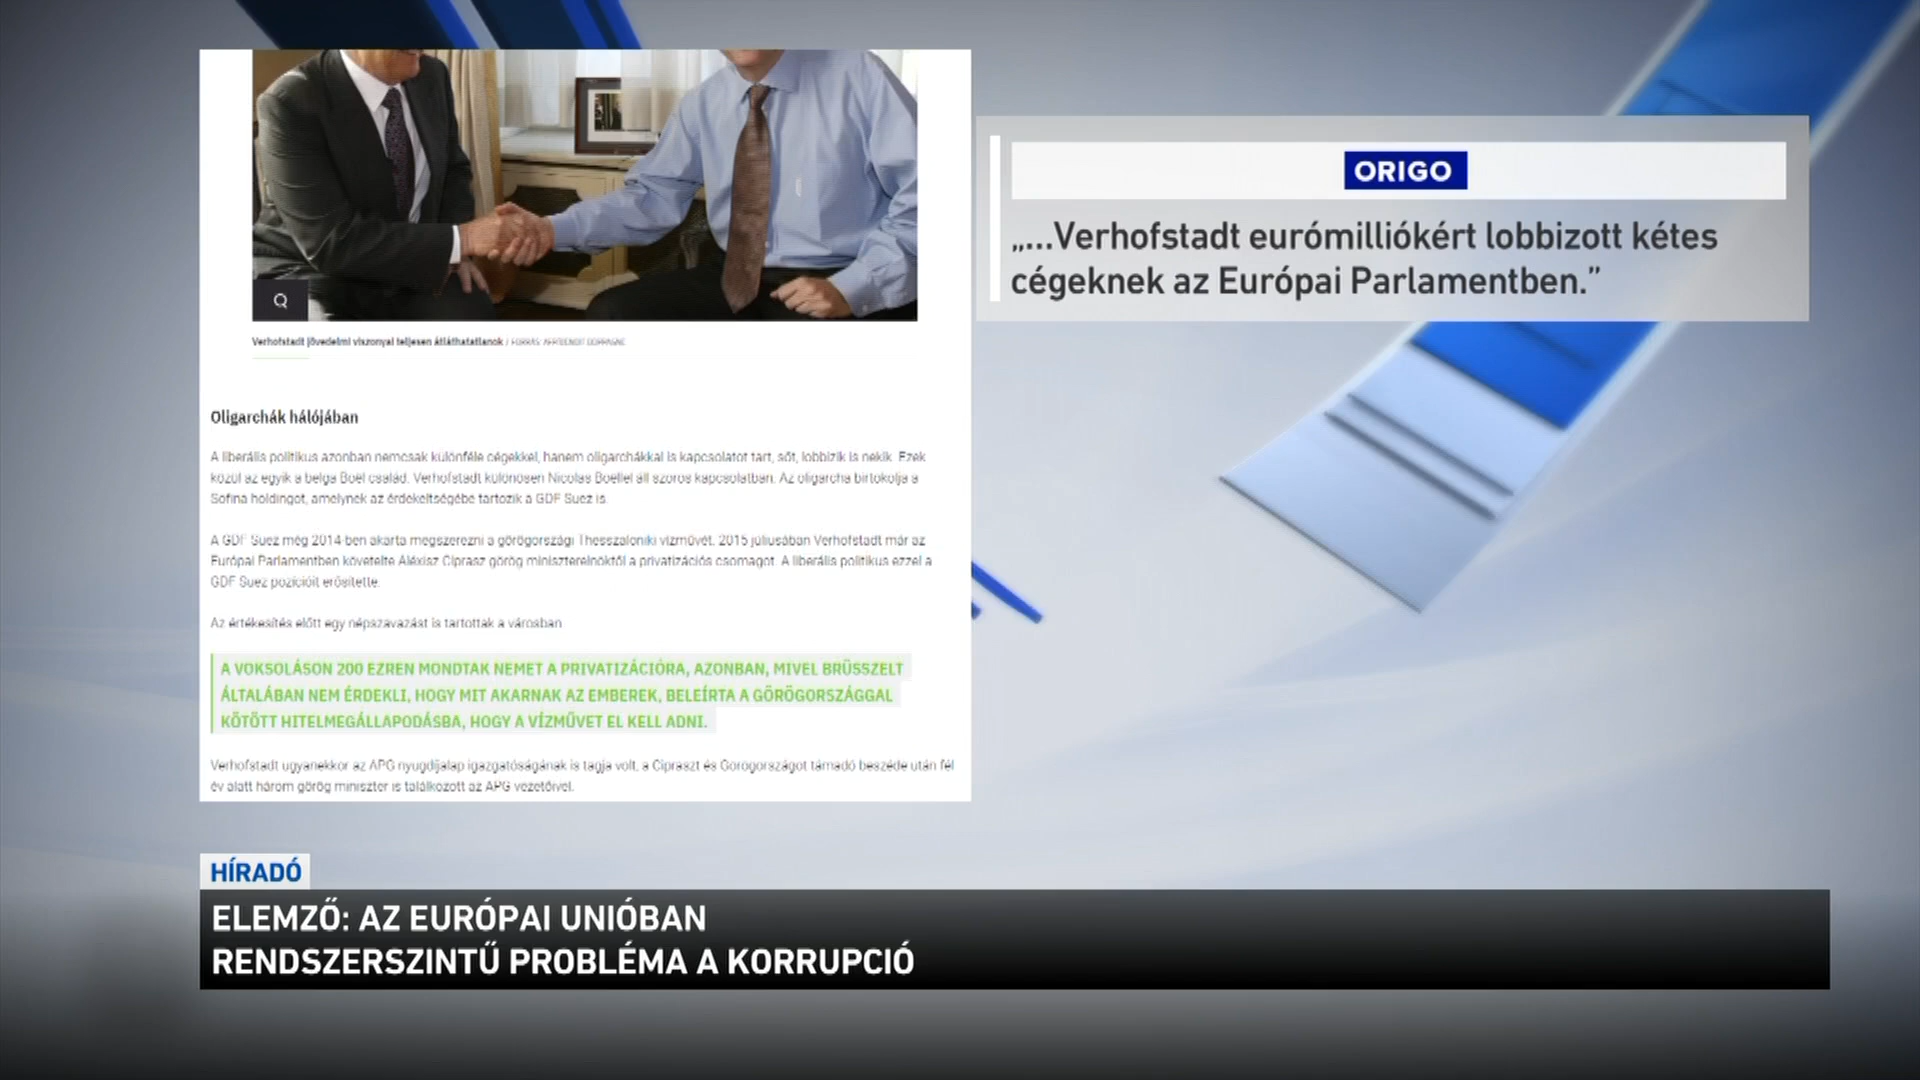 ORIGO
„...Verhofstadt eurómilliókért lobbizott kétes
cégeknek az Európai Parlamentben.”
Verhofstadt jövedelmi viszonyai teljesen átláthatatlanok / FORRÁS: AFP/BENOIT DOPPAGNE
Oligarchák hálójában
A liberális politikus azonban nemcsak különféle cégekkel, hanem oligarchákkal is kapcsolatot tart, sőt, lobbizik is nekik. Ezek
közül az egyik a belga Boël család. Verhofstadt különösen Nicolas Boëllel áll szoros kapcsolatban. Az oligarcha birtokolja a
Sofina holdingot, amelynek az érdekeltségébe tartozik a GDF Suez is.
A GDF Suez még 2014-ben akarta megszerezni a görögországi Thesszaloniki vízművét. 2015 júliusában Verhofstadt már az
Európai Parlamentben követelte Alexisz Ciprasz görög miniszterelnöktől a privatizációs csomagot. A liberális politikus ezzel a
GDF Suez pozícióit erősítette.
Az értékesítés előtt egy népszavazást is tartottak a városban
A VOKSOLÁSON 200 EZREN MONDTAK NEMET A PRIVATIZÁCIÓRA, AZONBAN, MIVEL BRÜSSZELT
ÁLTALÁBAN NEM ÉRDEKLI, HOGY MIT AKARNAK AZ EMBEREK, BELEÍRTA A GÖRÖGORSZÁGGAL
KÖTÖTT HITELMEGÁLLAPODÁSBA, HOGY A VÍZMŰVET EL KELL ADNI.
Verhofstadt ugyanekkor az APG nyugdíjalap igazgatóságának is tagja volt, a Cipraszt és Görögországot támadó beszéde után fél
év alatt három görög miniszter is találkozott az APG vezetőivel.
HÍRADÓ
ELEMZŐ: AZ EURÓPAI UNIÓBAN
RENDSZERSZINTŰ PROBLÉMA A KORRUPCIÓ